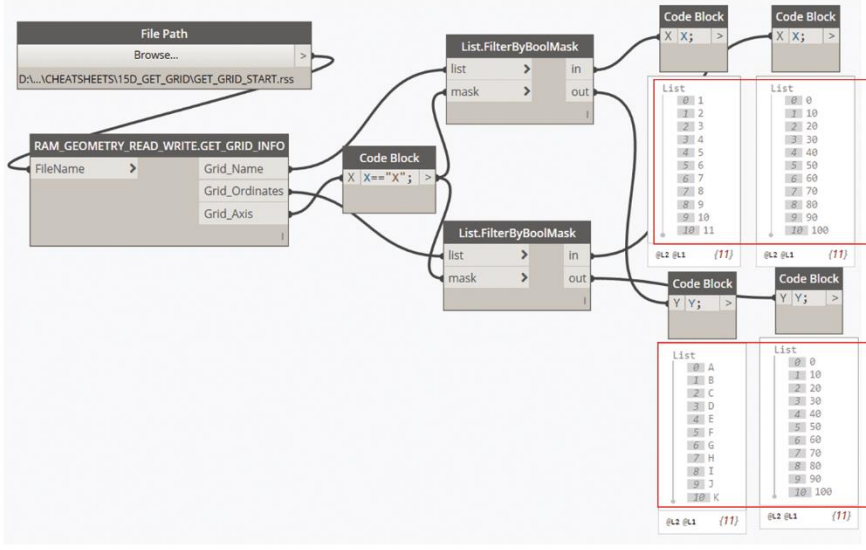 File Path
Browse... >
D:\...\CHEATSHEETS\15D_GET_GRID\GET_GRID_START.rss
RAM_GEOMETRY_READ_WRITE.GET_GRID_INFO
FileName > Grid_Name
Grid_Ordinates
Grid_Axis
l
Code Block
X X=="X"; >
List.FilterByBoolMask
list > in
mask > out
l
List.FilterByBoolMask
list > in
mask > out
l
Code Block
X X; >
List
0 1
1 2
2 3
3 4
4 5
5 6
6 7
7 8
8 9
9 10
10 11
@L2 @L1 {11}
Code Block
X X; >
List
0 0
1 10
2 20
3 30
4 40
5 50
6 60
7 70
8 80
9 90
10 100
@L2 @L1 {11}
Code Block
Y Y; >
List
0 A
1 B
2 C
3 D
4 E
5 F
6 G
7 H
8 I
9 J
10 K
@L2 @L1 {11}
Code Block
Y Y; >
List
0 0
1 10
2 20
3 30
4 40
5 50
6 60
7 70
8 80
9 90
10 100
@L2 @L1 {11}